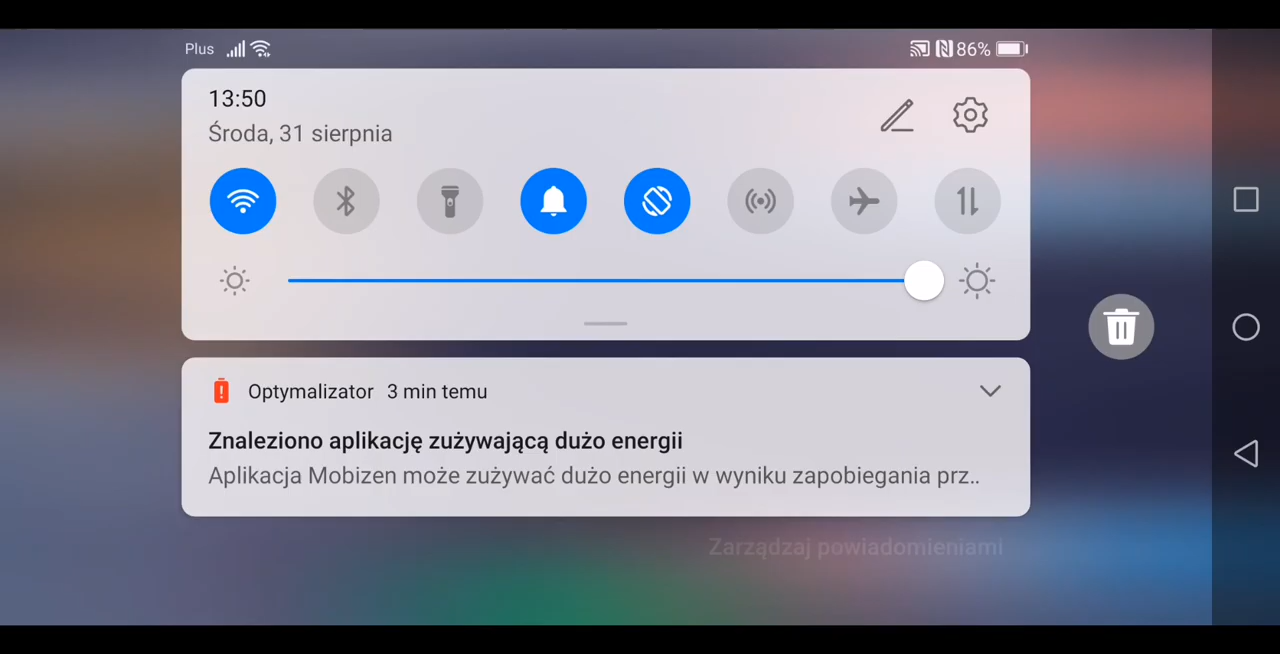 Plus
86%
13:50
Środa, 31 sierpnia
Optymalizator 3 min temu
Znaleziono aplikację zużywającą dużo energii
Aplikacja Mobizen może zużywać dużo energii w wyniku zapobiegania prz..
Zarządzaj powiadomieniami